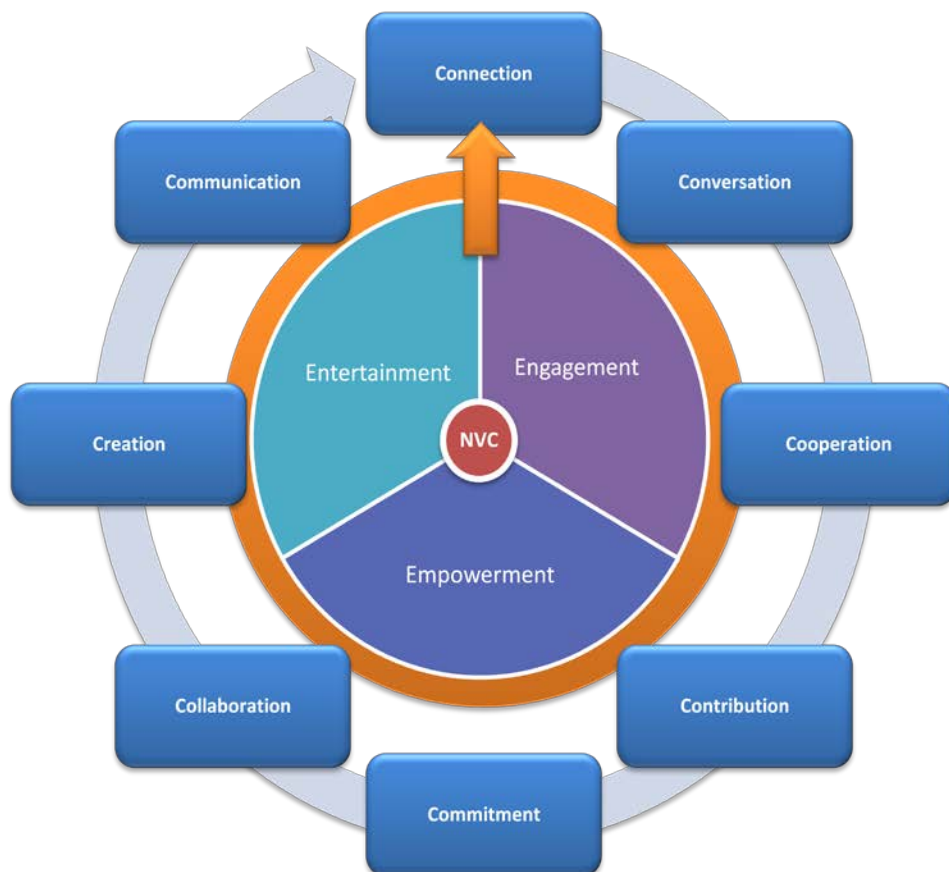 Connection
Communication
Conversation
Entertainment
Engagement
NVC
Creation
Cooperation
Empowerment
Collaboration
Contribution
Commitment